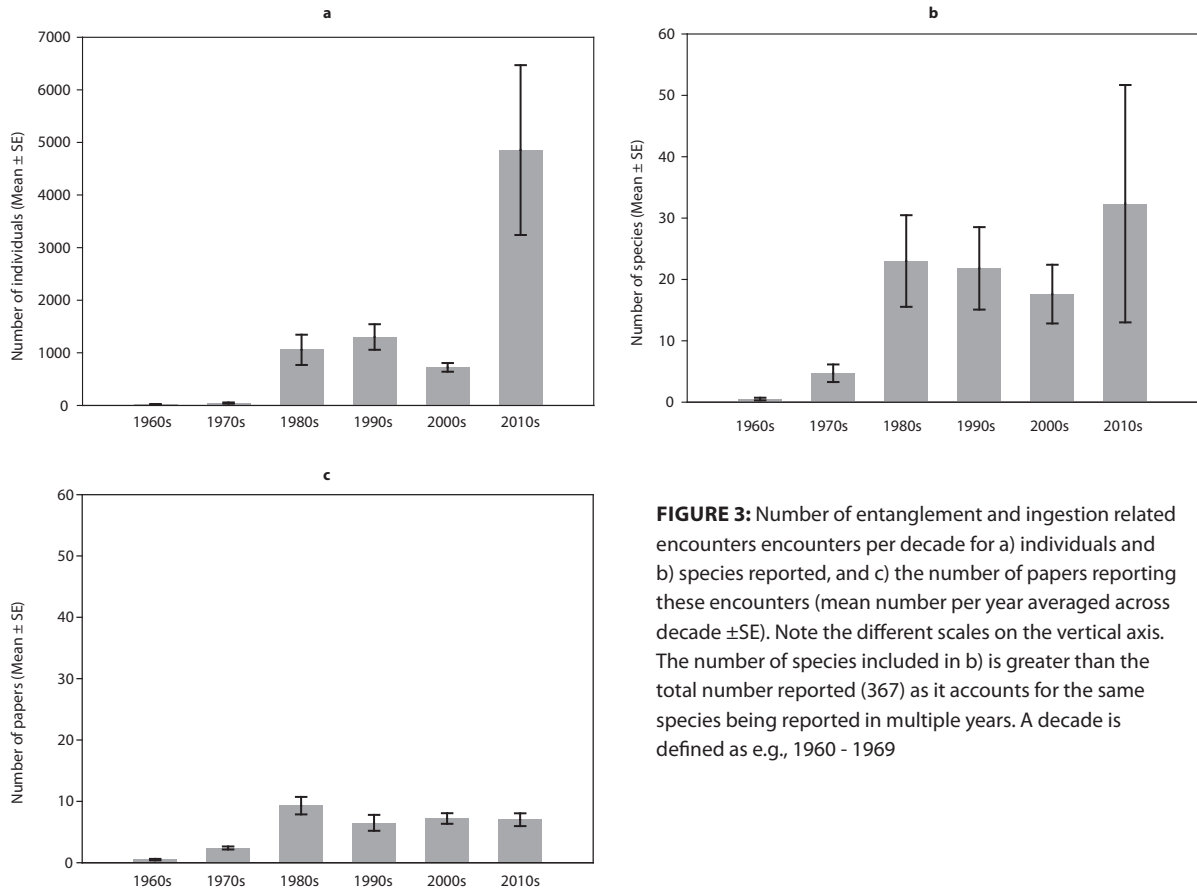 a
Number of individuals (Mean ± SE)
7000
6000
5000
4000
3000
2000
1000
0
1960s 1970s 1980s 1990s 2000s 2010s
b
Number of species (Mean ± SE)
60
50
40
30
20
10
0
1960s 1970s 1980s 1990s 2000s 2010s
c
Number of papers (Mean ± SE)
60
50
40
30
20
10
0
1960s 1970s 1980s 1990s 2000s 2010s
FIGURE 3: Number of entanglement and ingestion related
encounters encounters per decade for a) individuals and
b) species reported, and c) the number of papers reporting
these encounters (mean number per year averaged across
decade ±SE). Note the different scales on the vertical axis.
The number of species included in b) is greater than the
total number reported (367) as it accounts for the same
species being reported in multiple years. A decade is
defined as e.g., 1960 - 1969